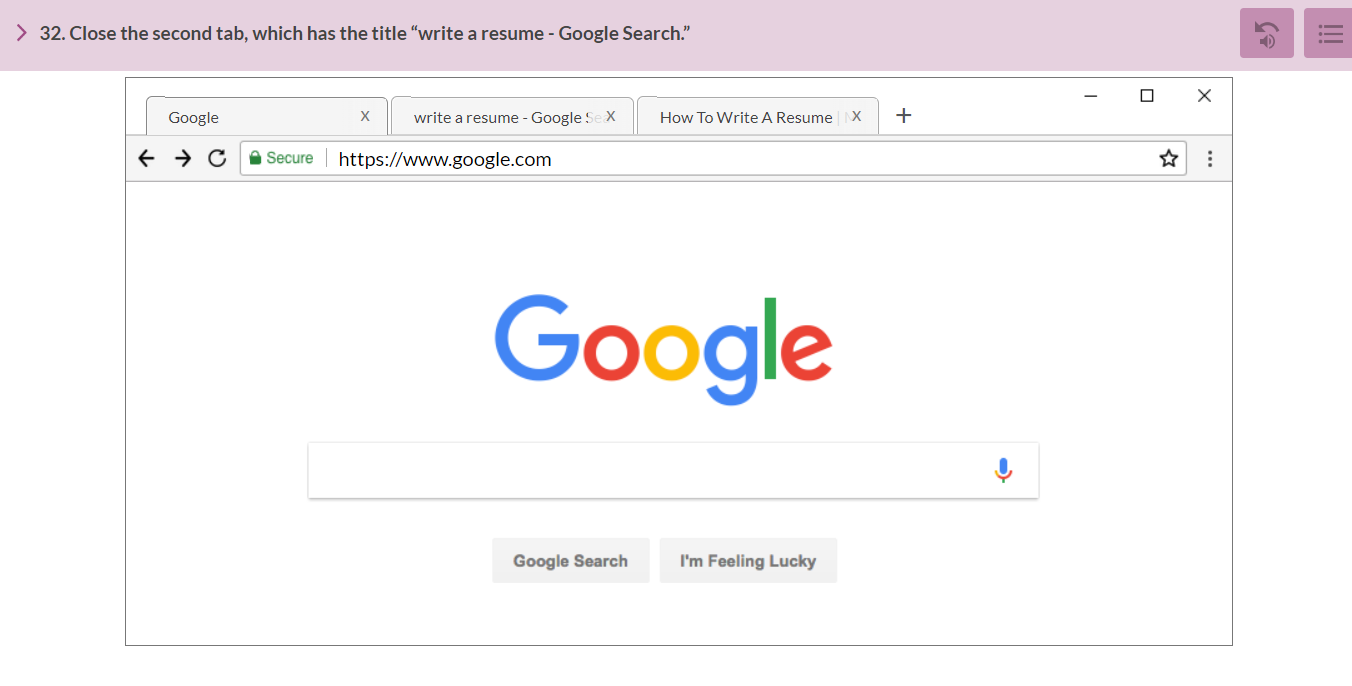 32. Close the second tab, which has the title “write a resume - Google Search.”
Google X write a resume - Google Se X How To Write A Resume | X +
Secure https://www.google.com
Google
Google Search I'm Feeling Lucky